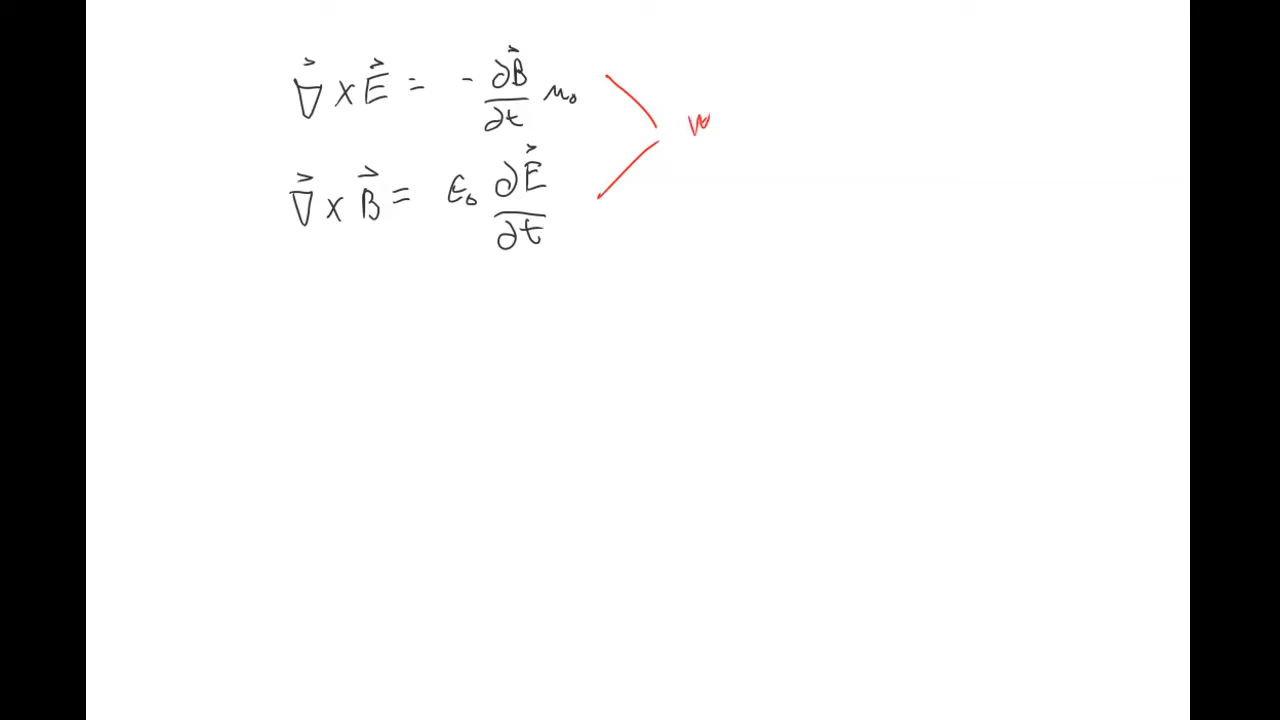 ∇⃗ × E⃗ = - ∂B⃗/∂t μ₀
∇⃗ × B⃗ = ε₀ ∂E⃗/∂t